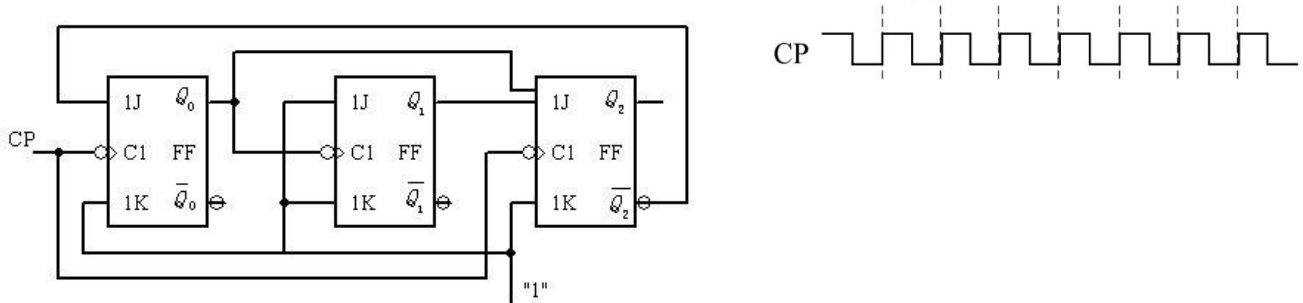 CP
1J Q₀ 1J Q₁ 1J Q₂
CP C1 FF C1 FF C1 FF
1K Q̅₀ 1K Q̅₁ 1K Q̅₂
"1"